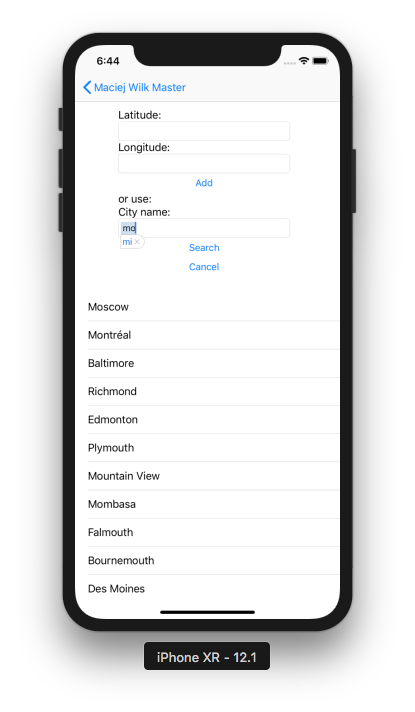 6:44
Maciej Wilk Master
Latitude:
Longitude:
Add
or use:
City name:
mo
mi ×
Search
Cancel
Moscow
Montréal
Baltimore
Richmond
Edmonton
Plymouth
Mountain View
Mombasa
Falmouth
Bournemouth
Des Moines
iPhone XR - 12.1